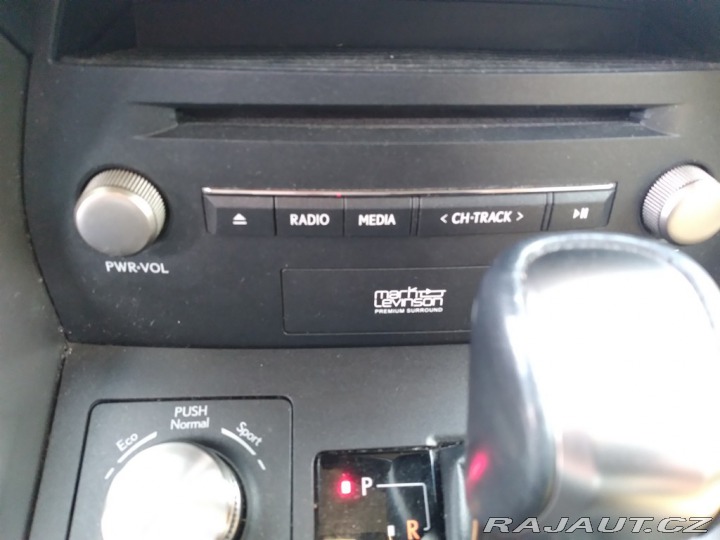 RADIO MEDIA < CH·TRACK >
PWR·VOL
mark Levinson
PREMIUM SURROUND
PUSH
Eco Normal Sport
P
R
RAJAUT.CZ